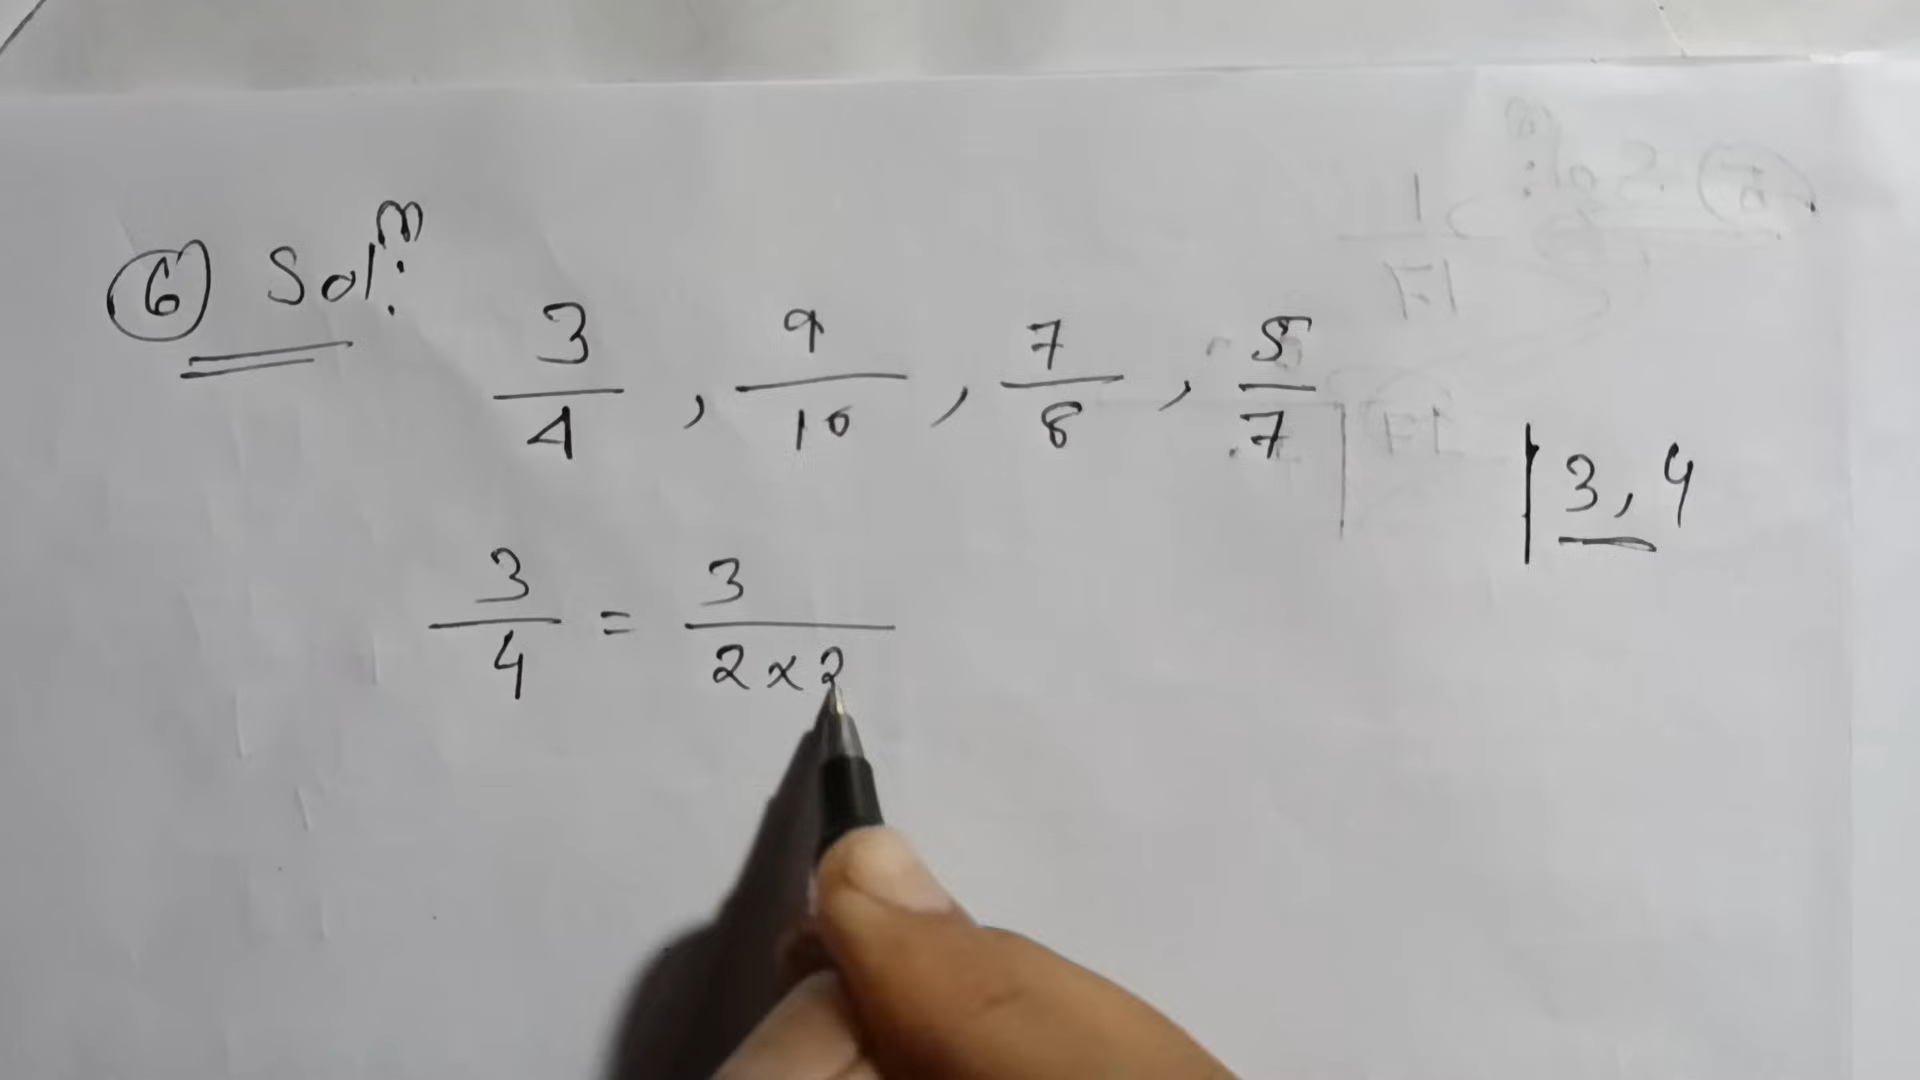 6 Solⁿ:
3/4 , 9/10 , 7/8 , 5/7
3, 4
3/4 = 3/2×2